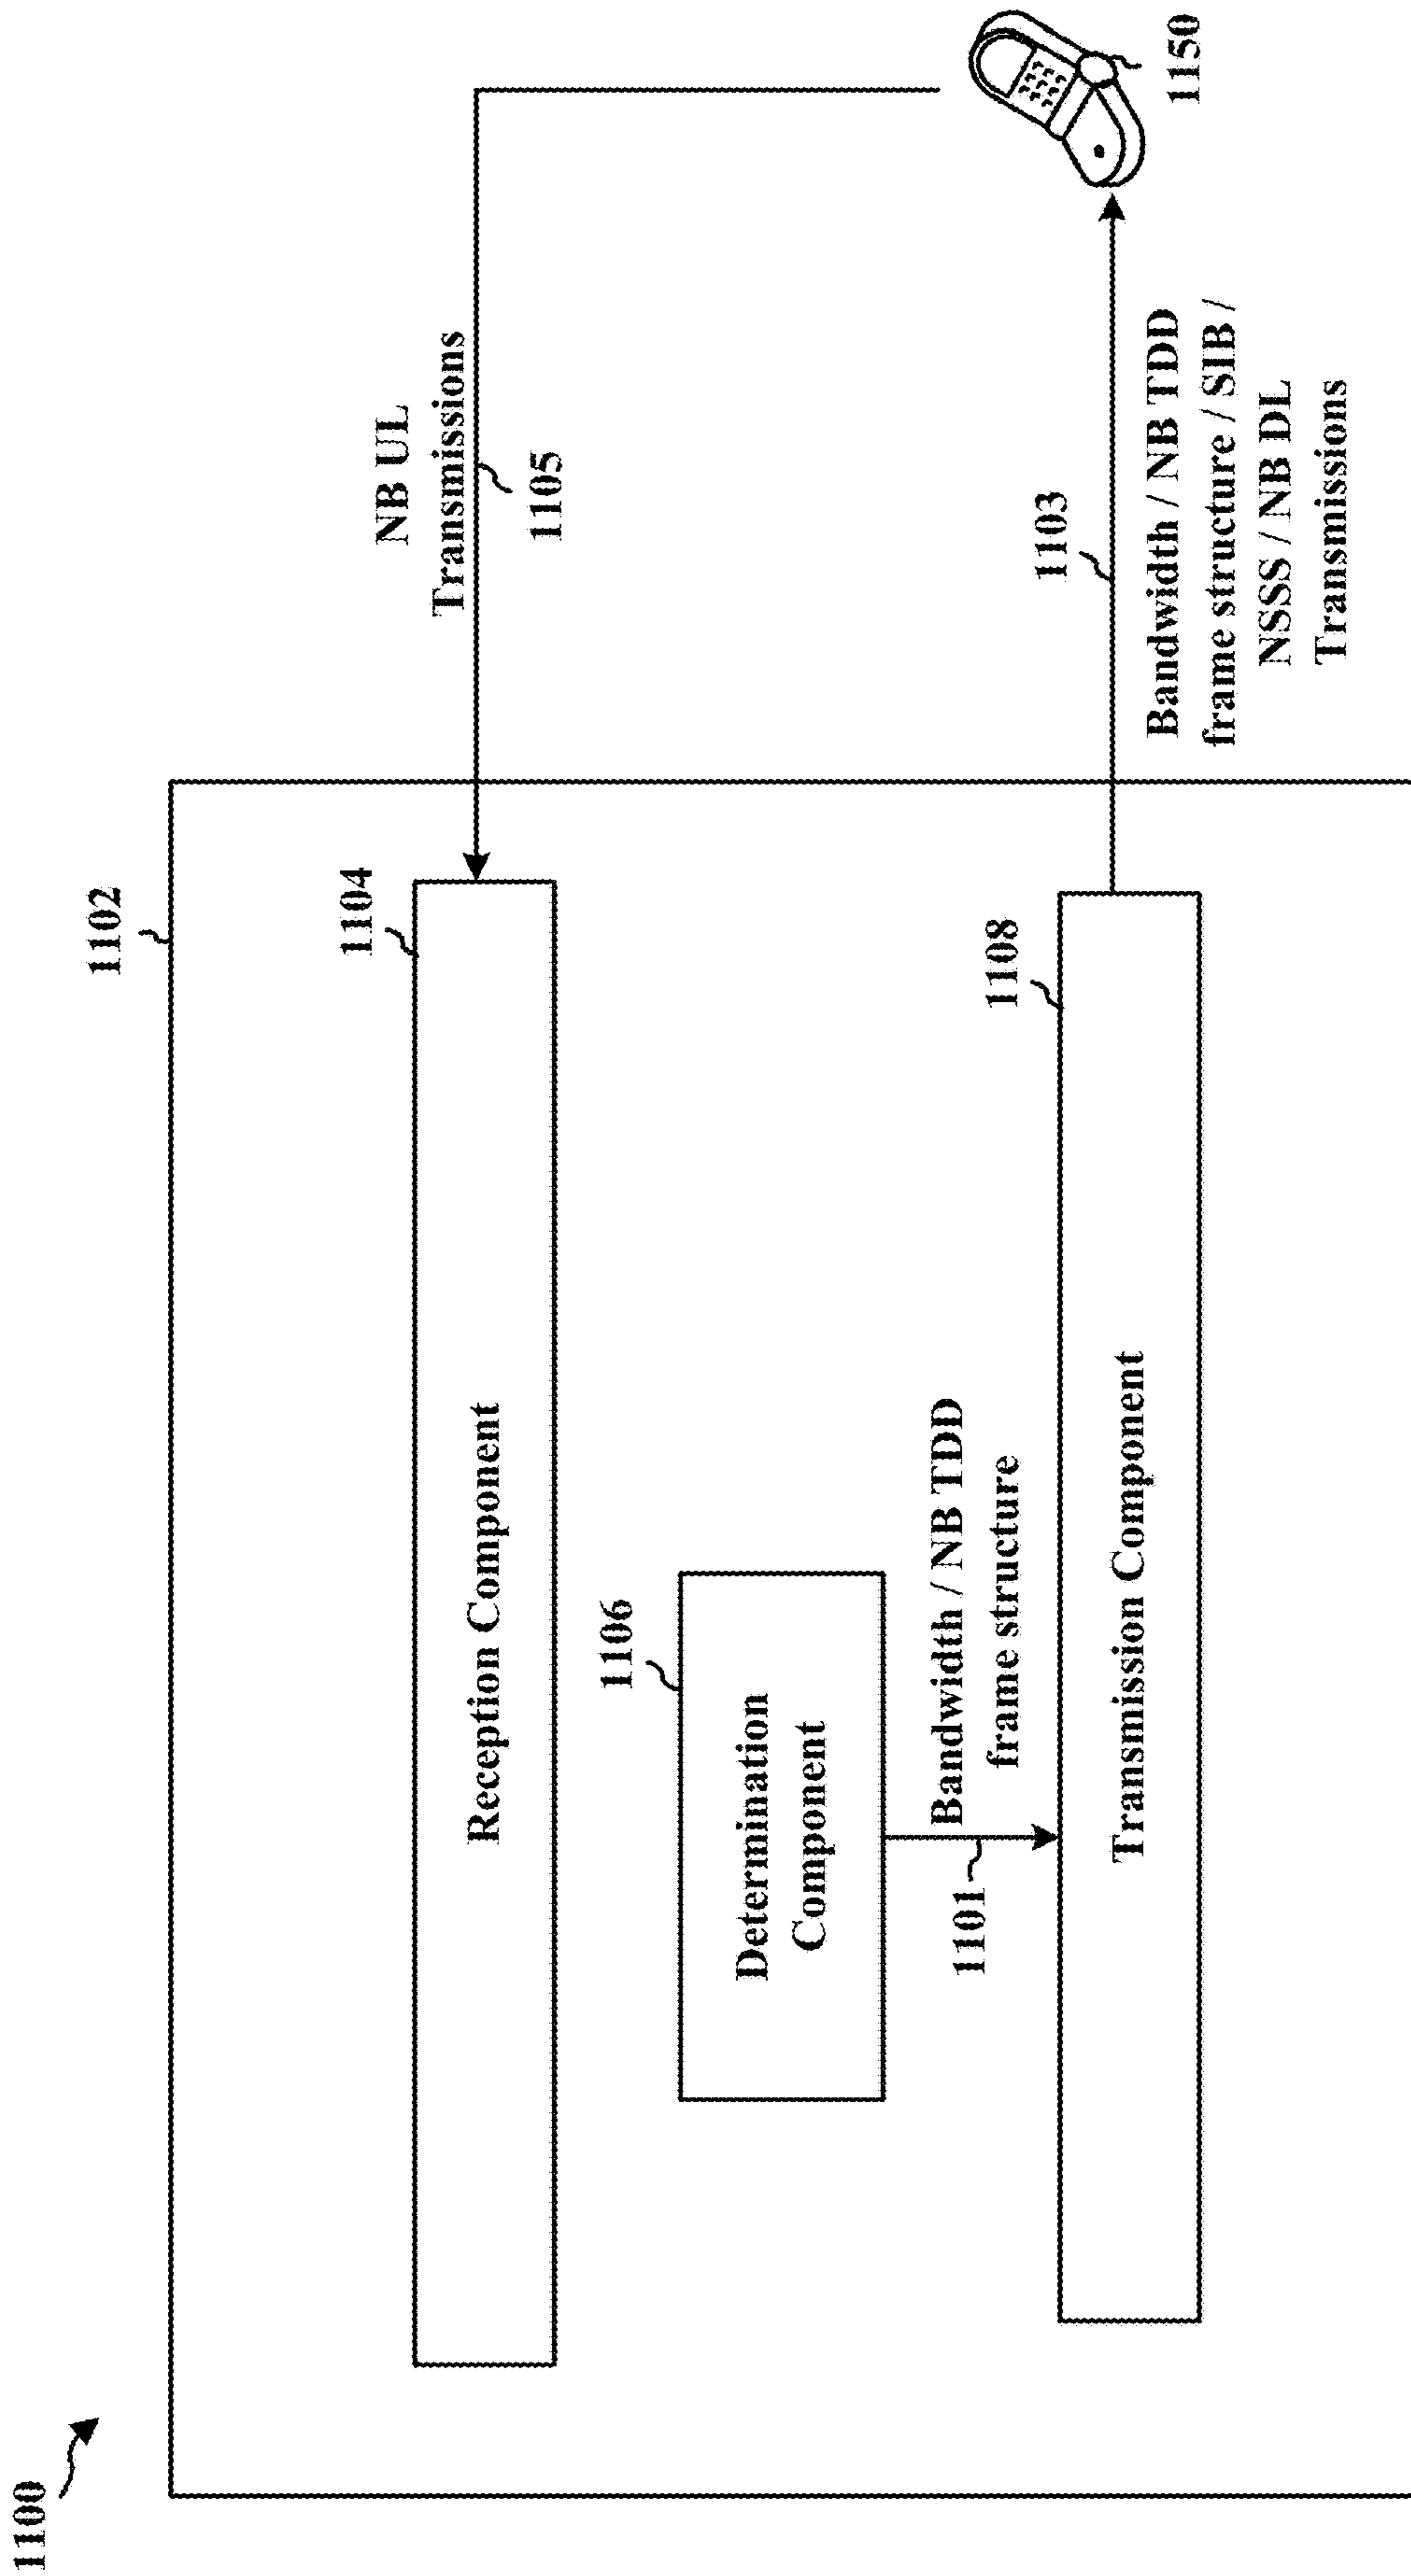 1100
1102
1104
Reception Component
NB UL
Transmissions
1105
1106
Determination
Component
1101
Bandwidth / NB TDD
frame structure
1108
Transmission Component
1103
Bandwidth / NB TDD
frame structure / SIB /
NSSS / NB DL
Transmissions
1150